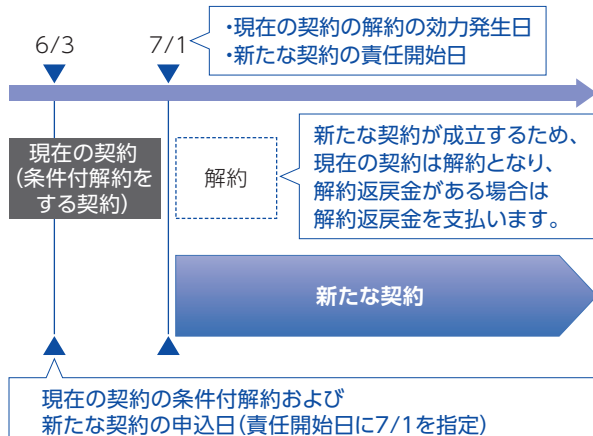 ・現在の契約の解約の効力発生日
・新たな契約の責任開始日
6/3
7/1
現在の契約
(条件付解約を
する契約)
解約
新たな契約が成立するため、
現在の契約は解約となり、
解約返戻金がある場合は
解約返戻金を支払います。
新たな契約
現在の契約の条件付解約および
新たな契約の申込日(責任開始日に7/1を指定)